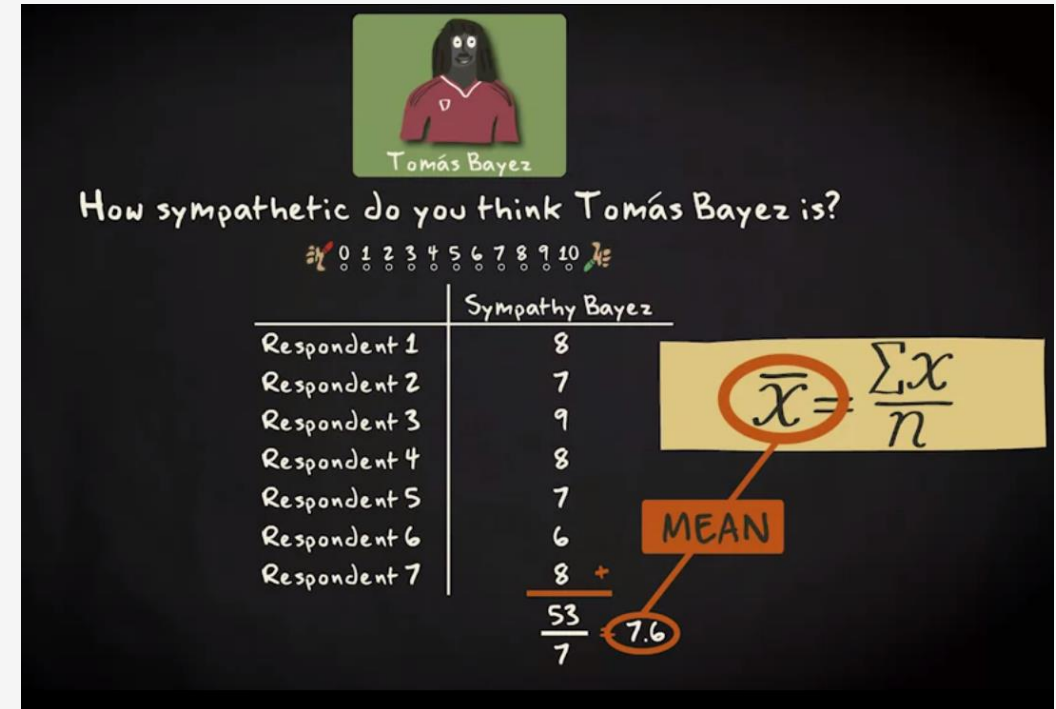 Tomás Bayez
How sympathetic do you think Tomás Bayez is?
0 1 2 3 4 5 6 7 8 9 10
Sympathy Bayez
Respondent 1 8
Respondent 2 7
Respondent 3 9
Respondent 4 8
Respondent 5 7
Respondent 6 6
Respondent 7 8 +
53
7
= 7.6
x̄ = ∑x
n
MEAN